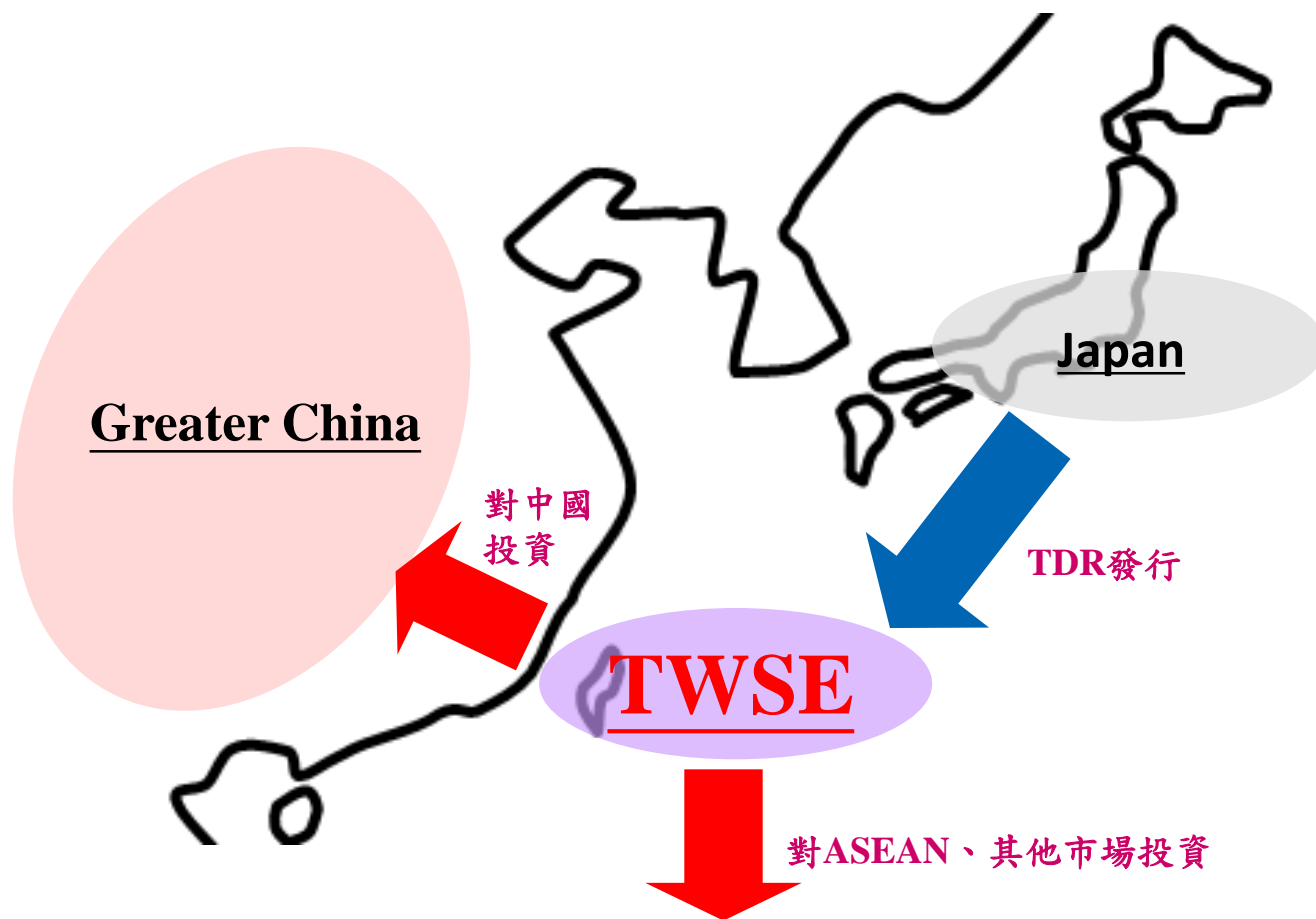 Japan
Greater China
對中國
投資
TDR發行
TWSE
對ASEAN、其他市場投資